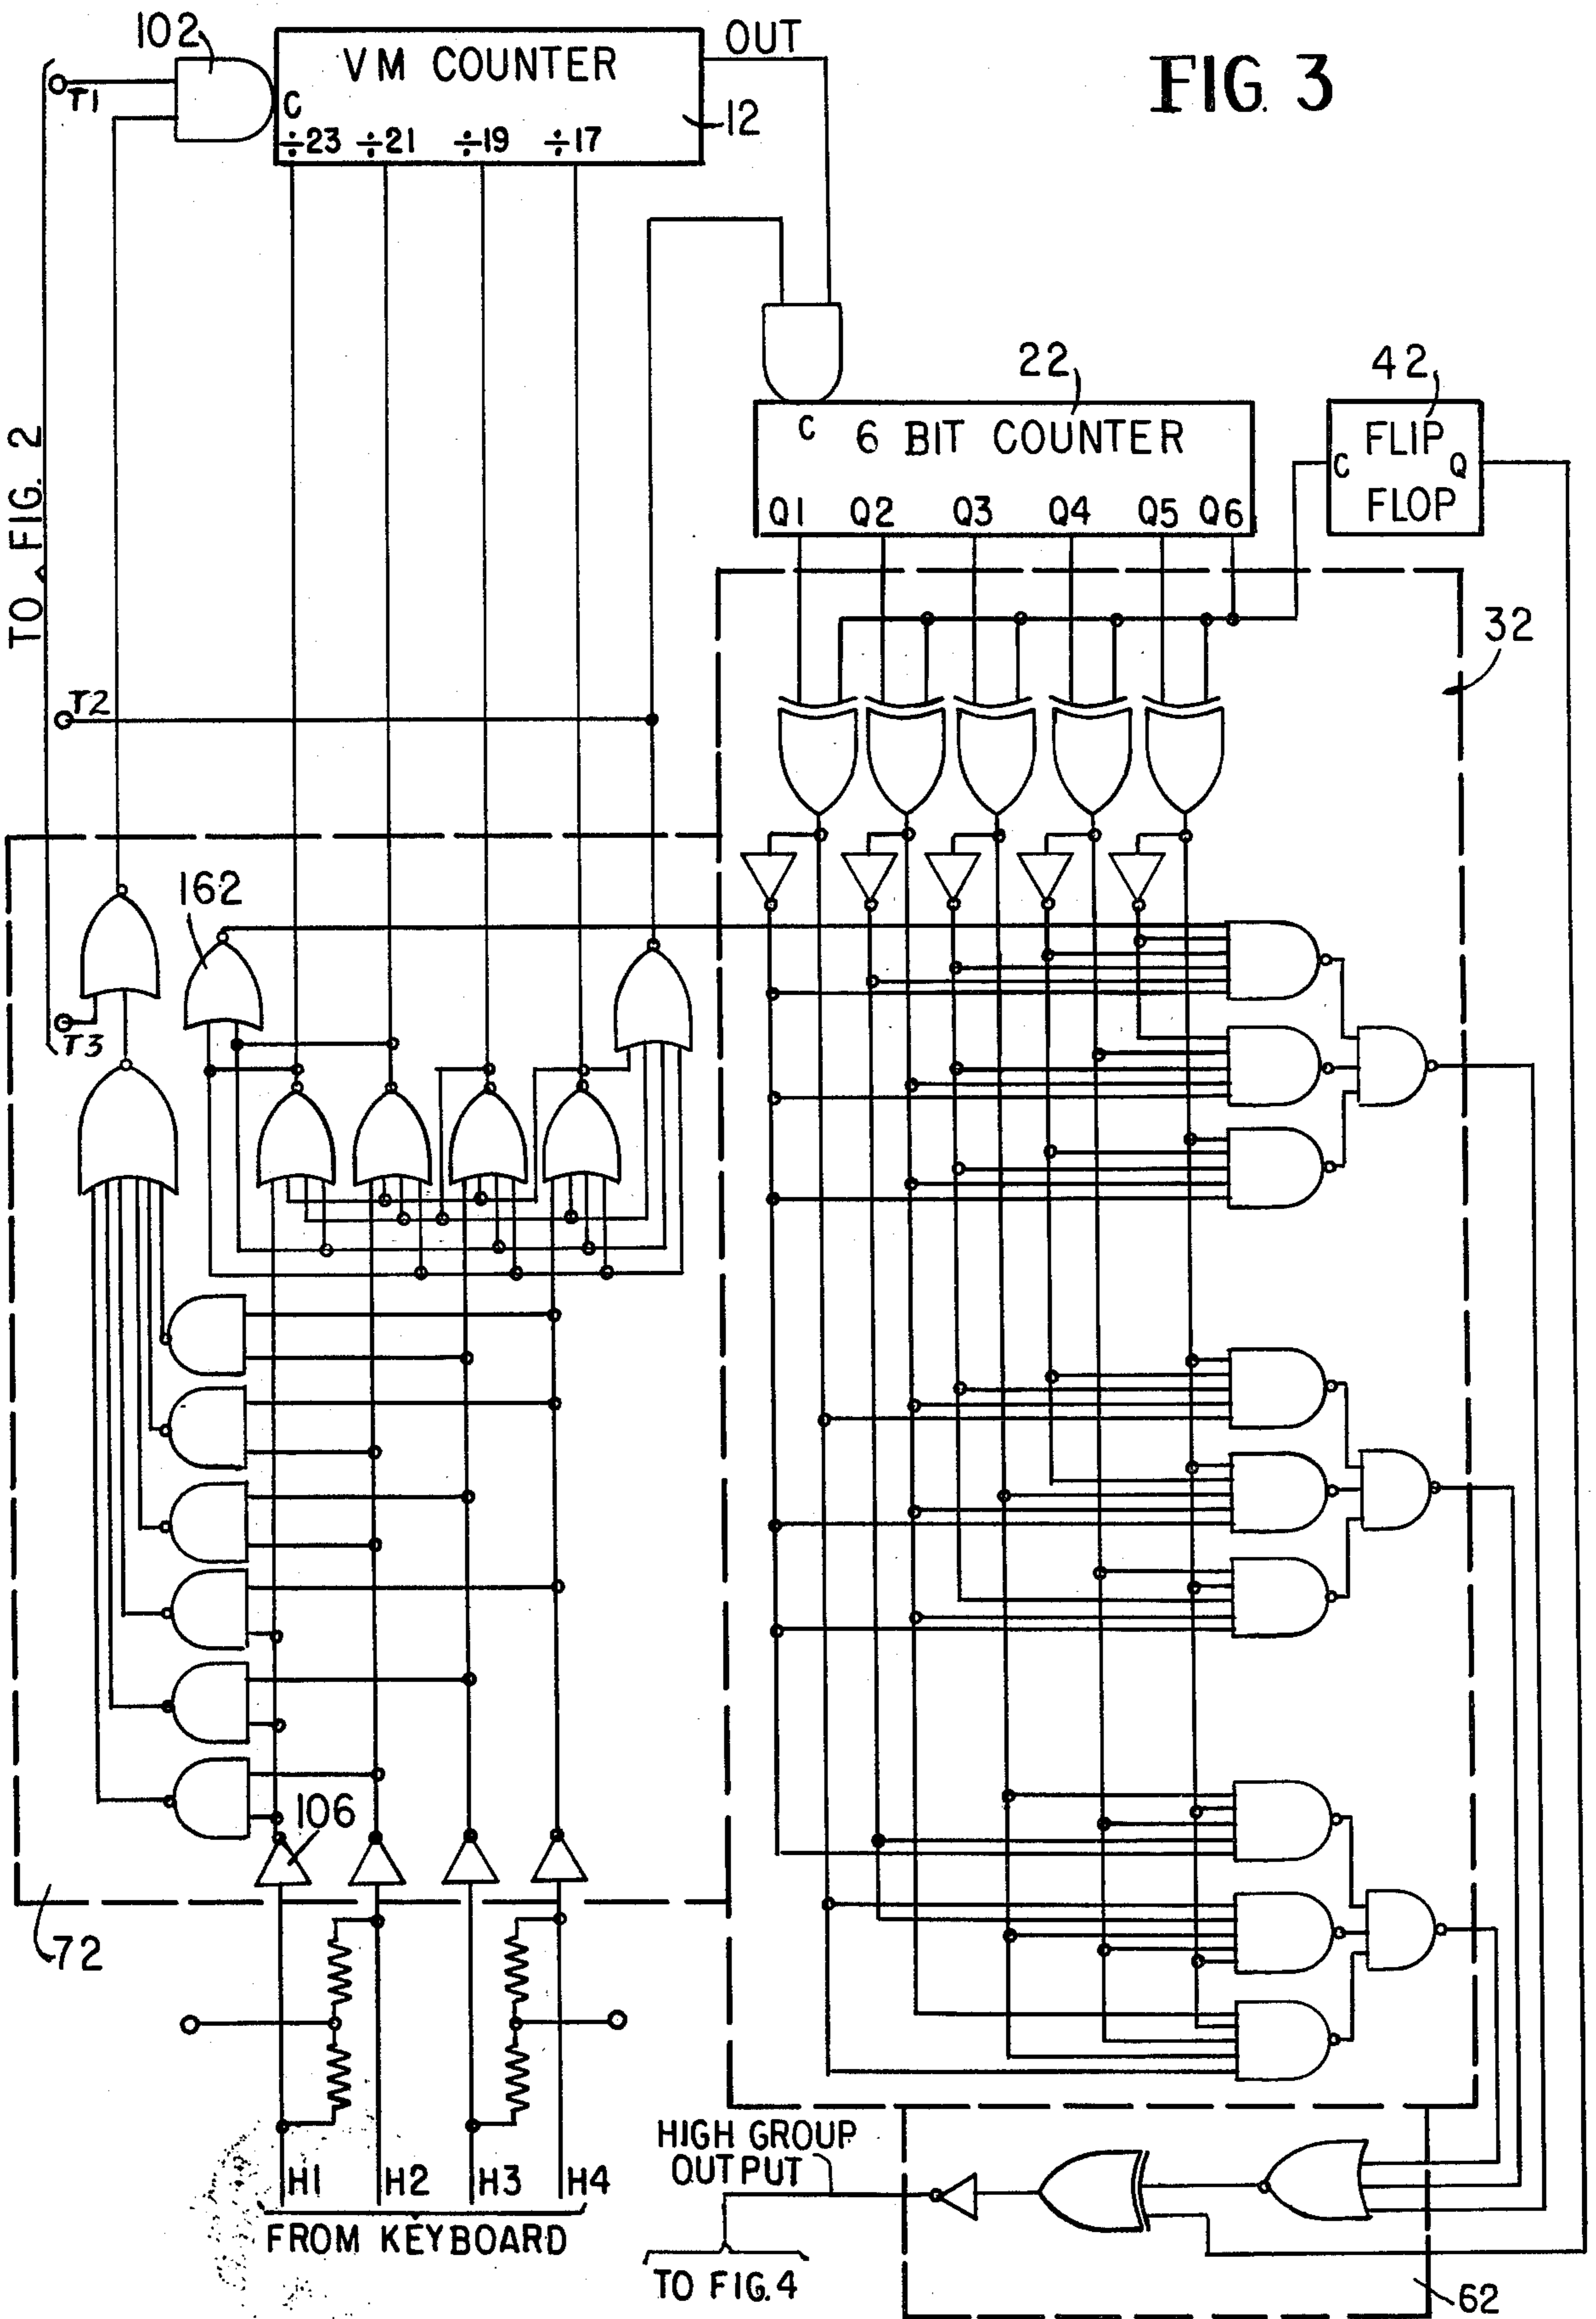 FIG. 3
102
T1
VM COUNTER
OUT
C
÷23 ÷21 ÷19 ÷17
12
TO FIG. 2
22
42
C 6 BIT COUNTER
Q1 Q2 Q3 Q4 Q5 Q6
C FLIP Q
FLOP
32
T2
162
T3
106
72
H1 H2 H3 H4
FROM KEYBOARD
HIGH GROUP
OUTPUT
TO FIG. 4
62